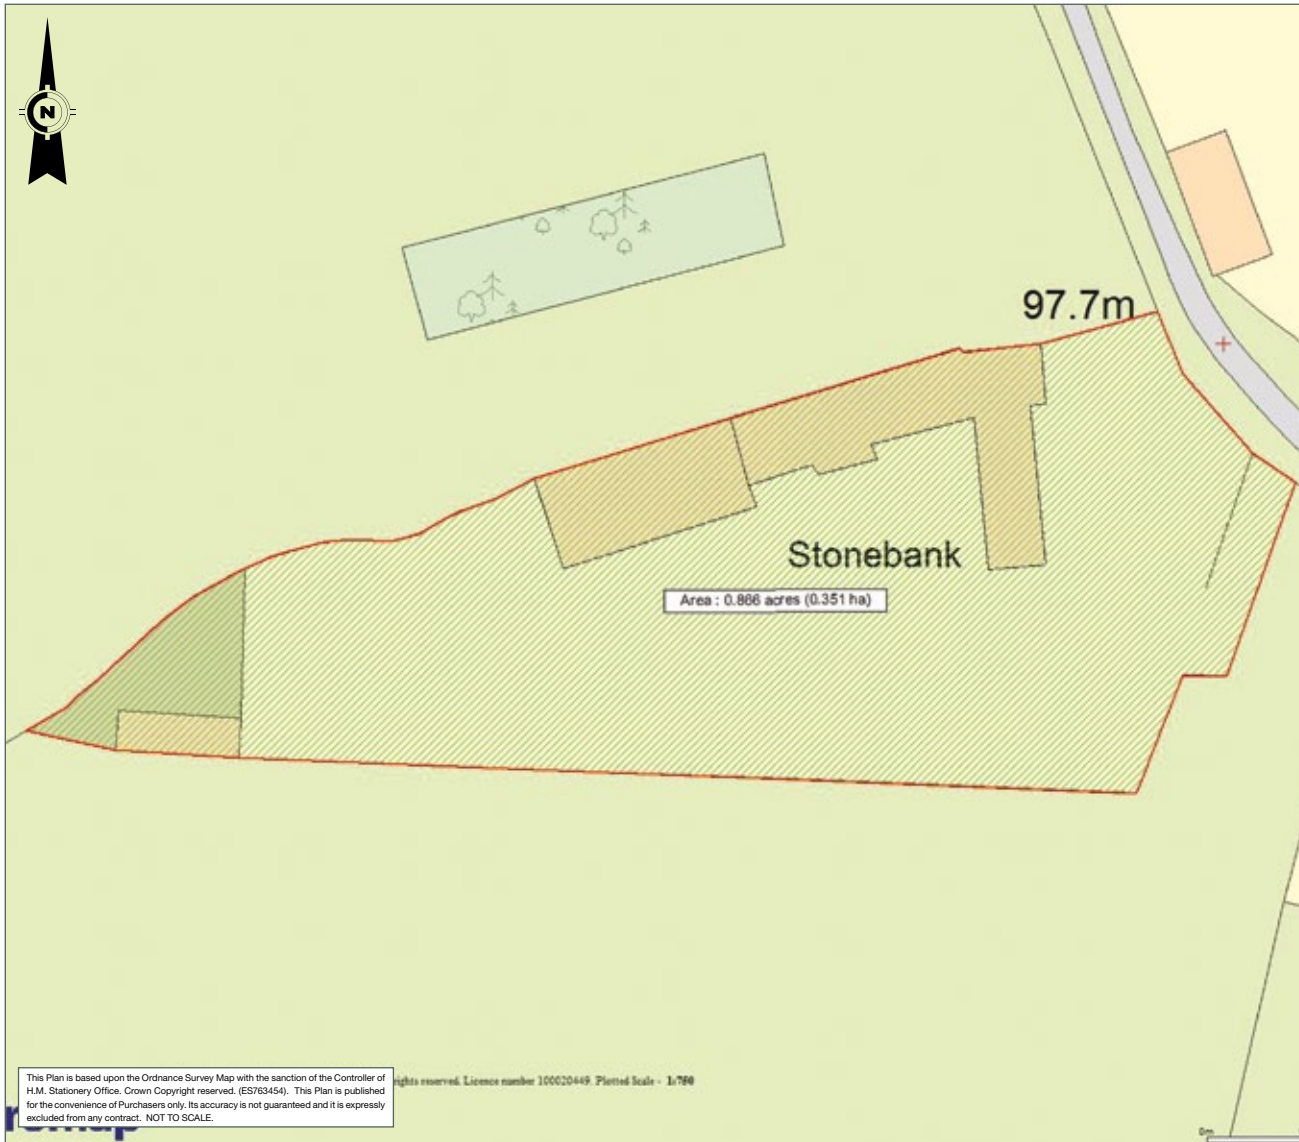 N
97.7m
Stonebank
Area : 0.866 acres (0.351 ha)
This Plan is based upon the Ordnance Survey Map with the sanction of the Controller of
H.M. Stationery Office. Crown Copyright reserved. (ES763454). This Plan is published
for the convenience of Purchasers only. Its accuracy is not guaranteed and it is expressly
excluded from any contract. NOT TO SCALE.
rights reserved. Licence number 100020449. Plotted Scale - 1:750
0m